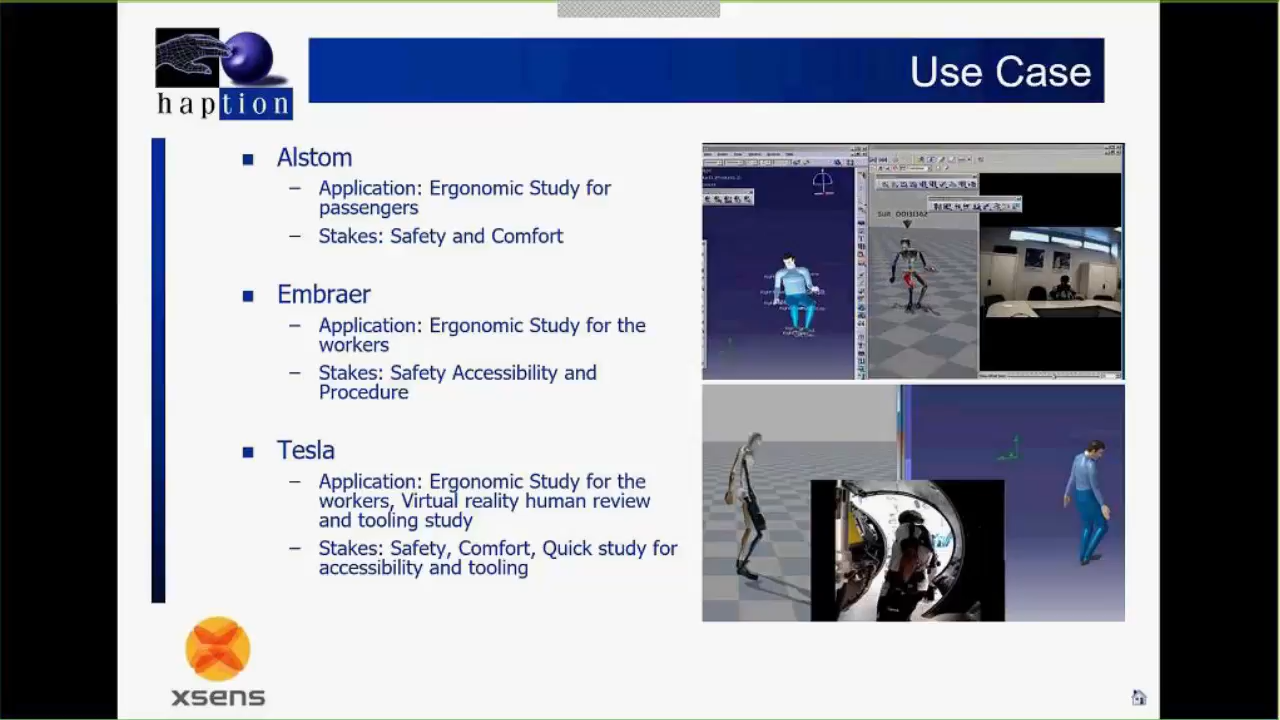 haption
Use Case
Alstom
– Application: Ergonomic Study for
passengers
– Stakes: Safety and Comfort
Embraer
– Application: Ergonomic Study for the
workers
– Stakes: Safety Accessibility and
Procedure
Tesla
– Application: Ergonomic Study for the
workers, Virtual reality human review
and tooling study
– Stakes: Safety, Comfort, Quick study for
accessibility and tooling
xsens